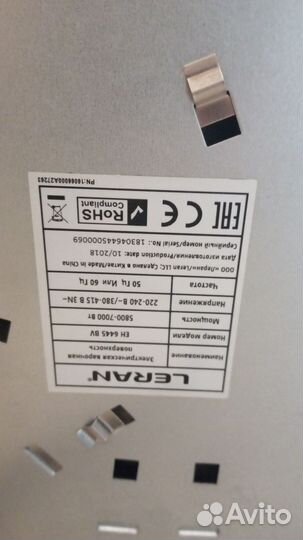 LERAN
Наименование Электрическая варочная поверхность
Номер модели EH 6445 BV
Мощность 5800-7000 Вт
Напряжение 220-240 В~/380-415 В 3N~
Частота 50 Гц Или 60 Гц
ООО «Леран»/Leran LLC/Сделано в Китае/Made in China
Дата изготовления/Production date: 10/2018
Серийный номер/Serial No.: 18304644S000069
EAC CE RoHS
Compliant
PN:16066000A27263
Avito